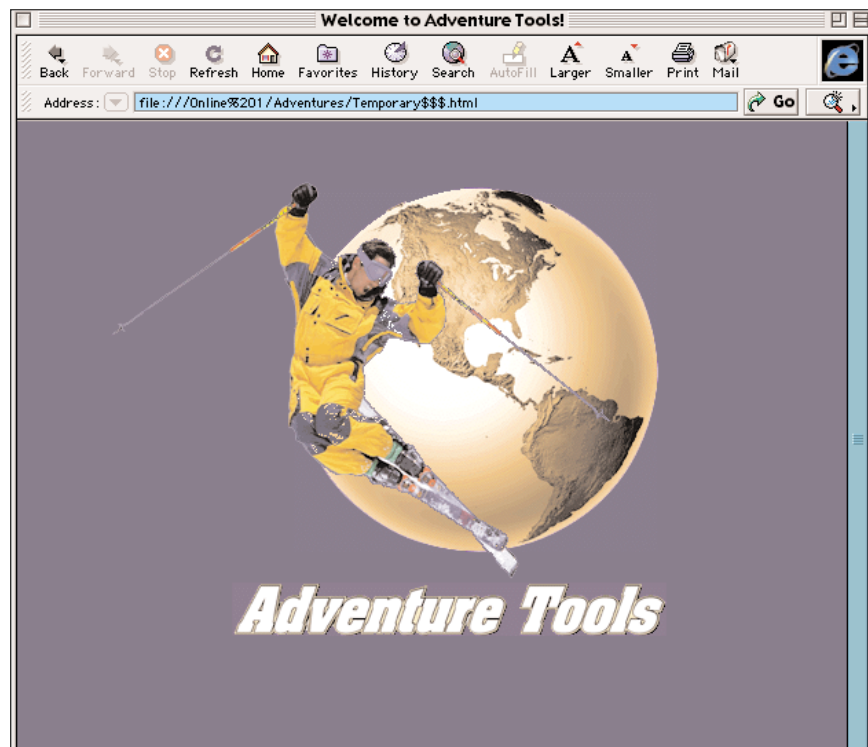 Welcome to Adventure Tools!
Back Forward Stop Refresh Home Favorites History Search AutoFill Larger Smaller Print Mail
Address: file:///Online%201/Adventures/Temporary$$$.html Go
Adventure Tools